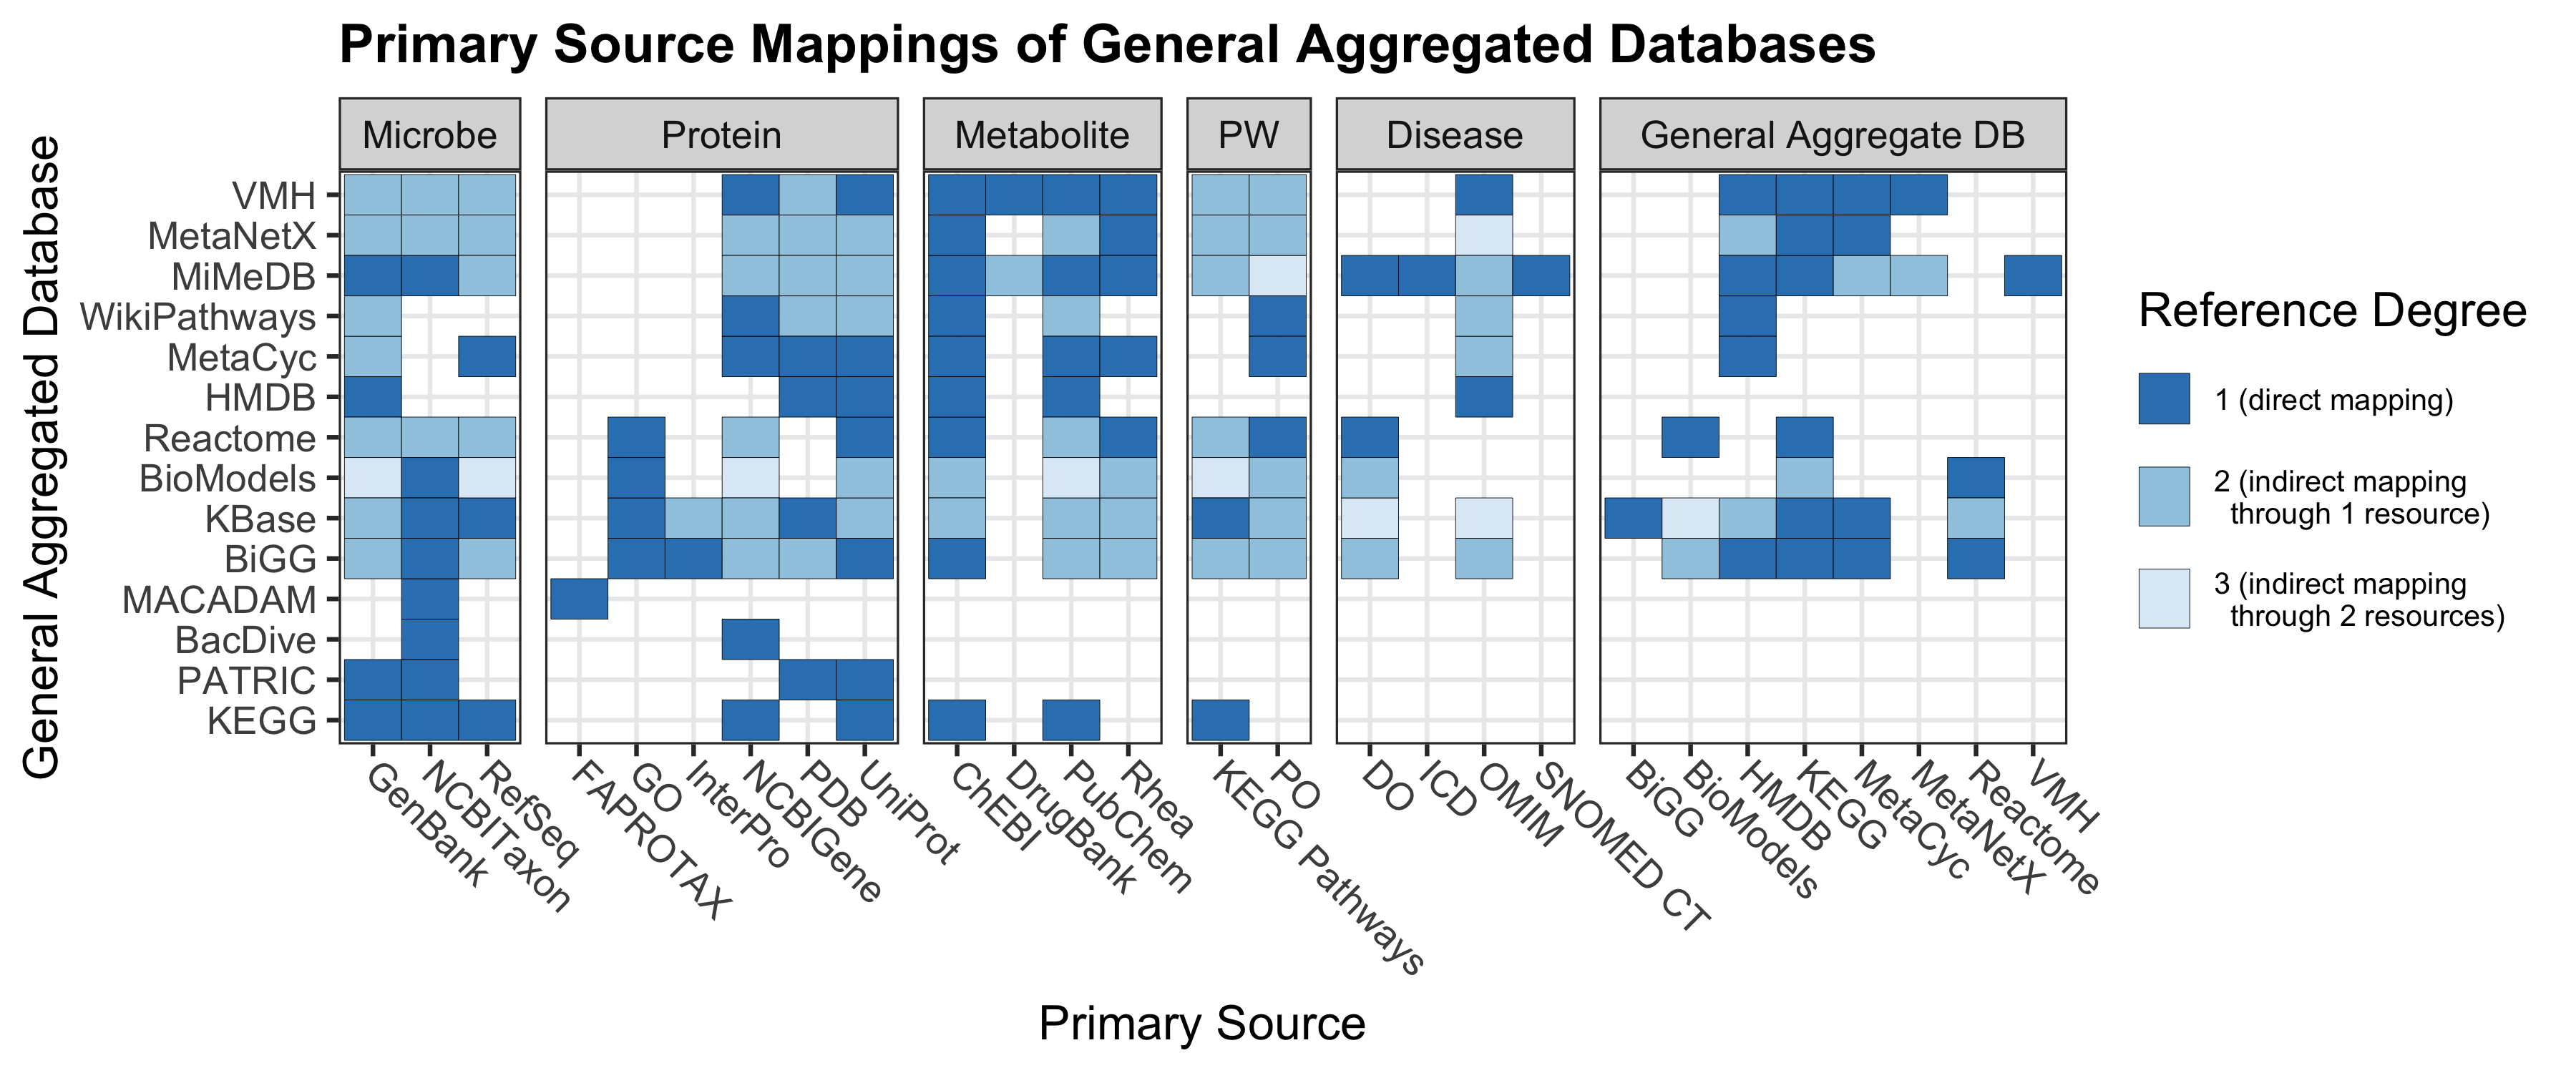 Primary Source Mappings of General Aggregated Databases
Microbe
Protein
Metabolite
PW
Disease
General Aggregate DB
General Aggregated Database
VMH
MetaNetX
MiMeDB
WikiPathways
MetaCyc
HMDB
Reactome
BioModels
KBase
BiGG
MACADAM
BacDive
PATRIC
KEGG
GenBank
NCBITaxon
RefSeq
FAPROTAX
GO
InterPro
NCBIGene
PDB
UniProt
ChEBI
DrugBank
PubChem
Rhea
KEGG Pathways
PO
DO
ICD
OMIM
SNOMED CT
BiGG
BioModels
HMDB
KEGG
MetaCyc
MetaNetX
Reactome
VMH
Primary Source
Reference Degree
1 (direct mapping)
2 (indirect mapping
through 1 resource)
3 (indirect mapping
through 2 resources)